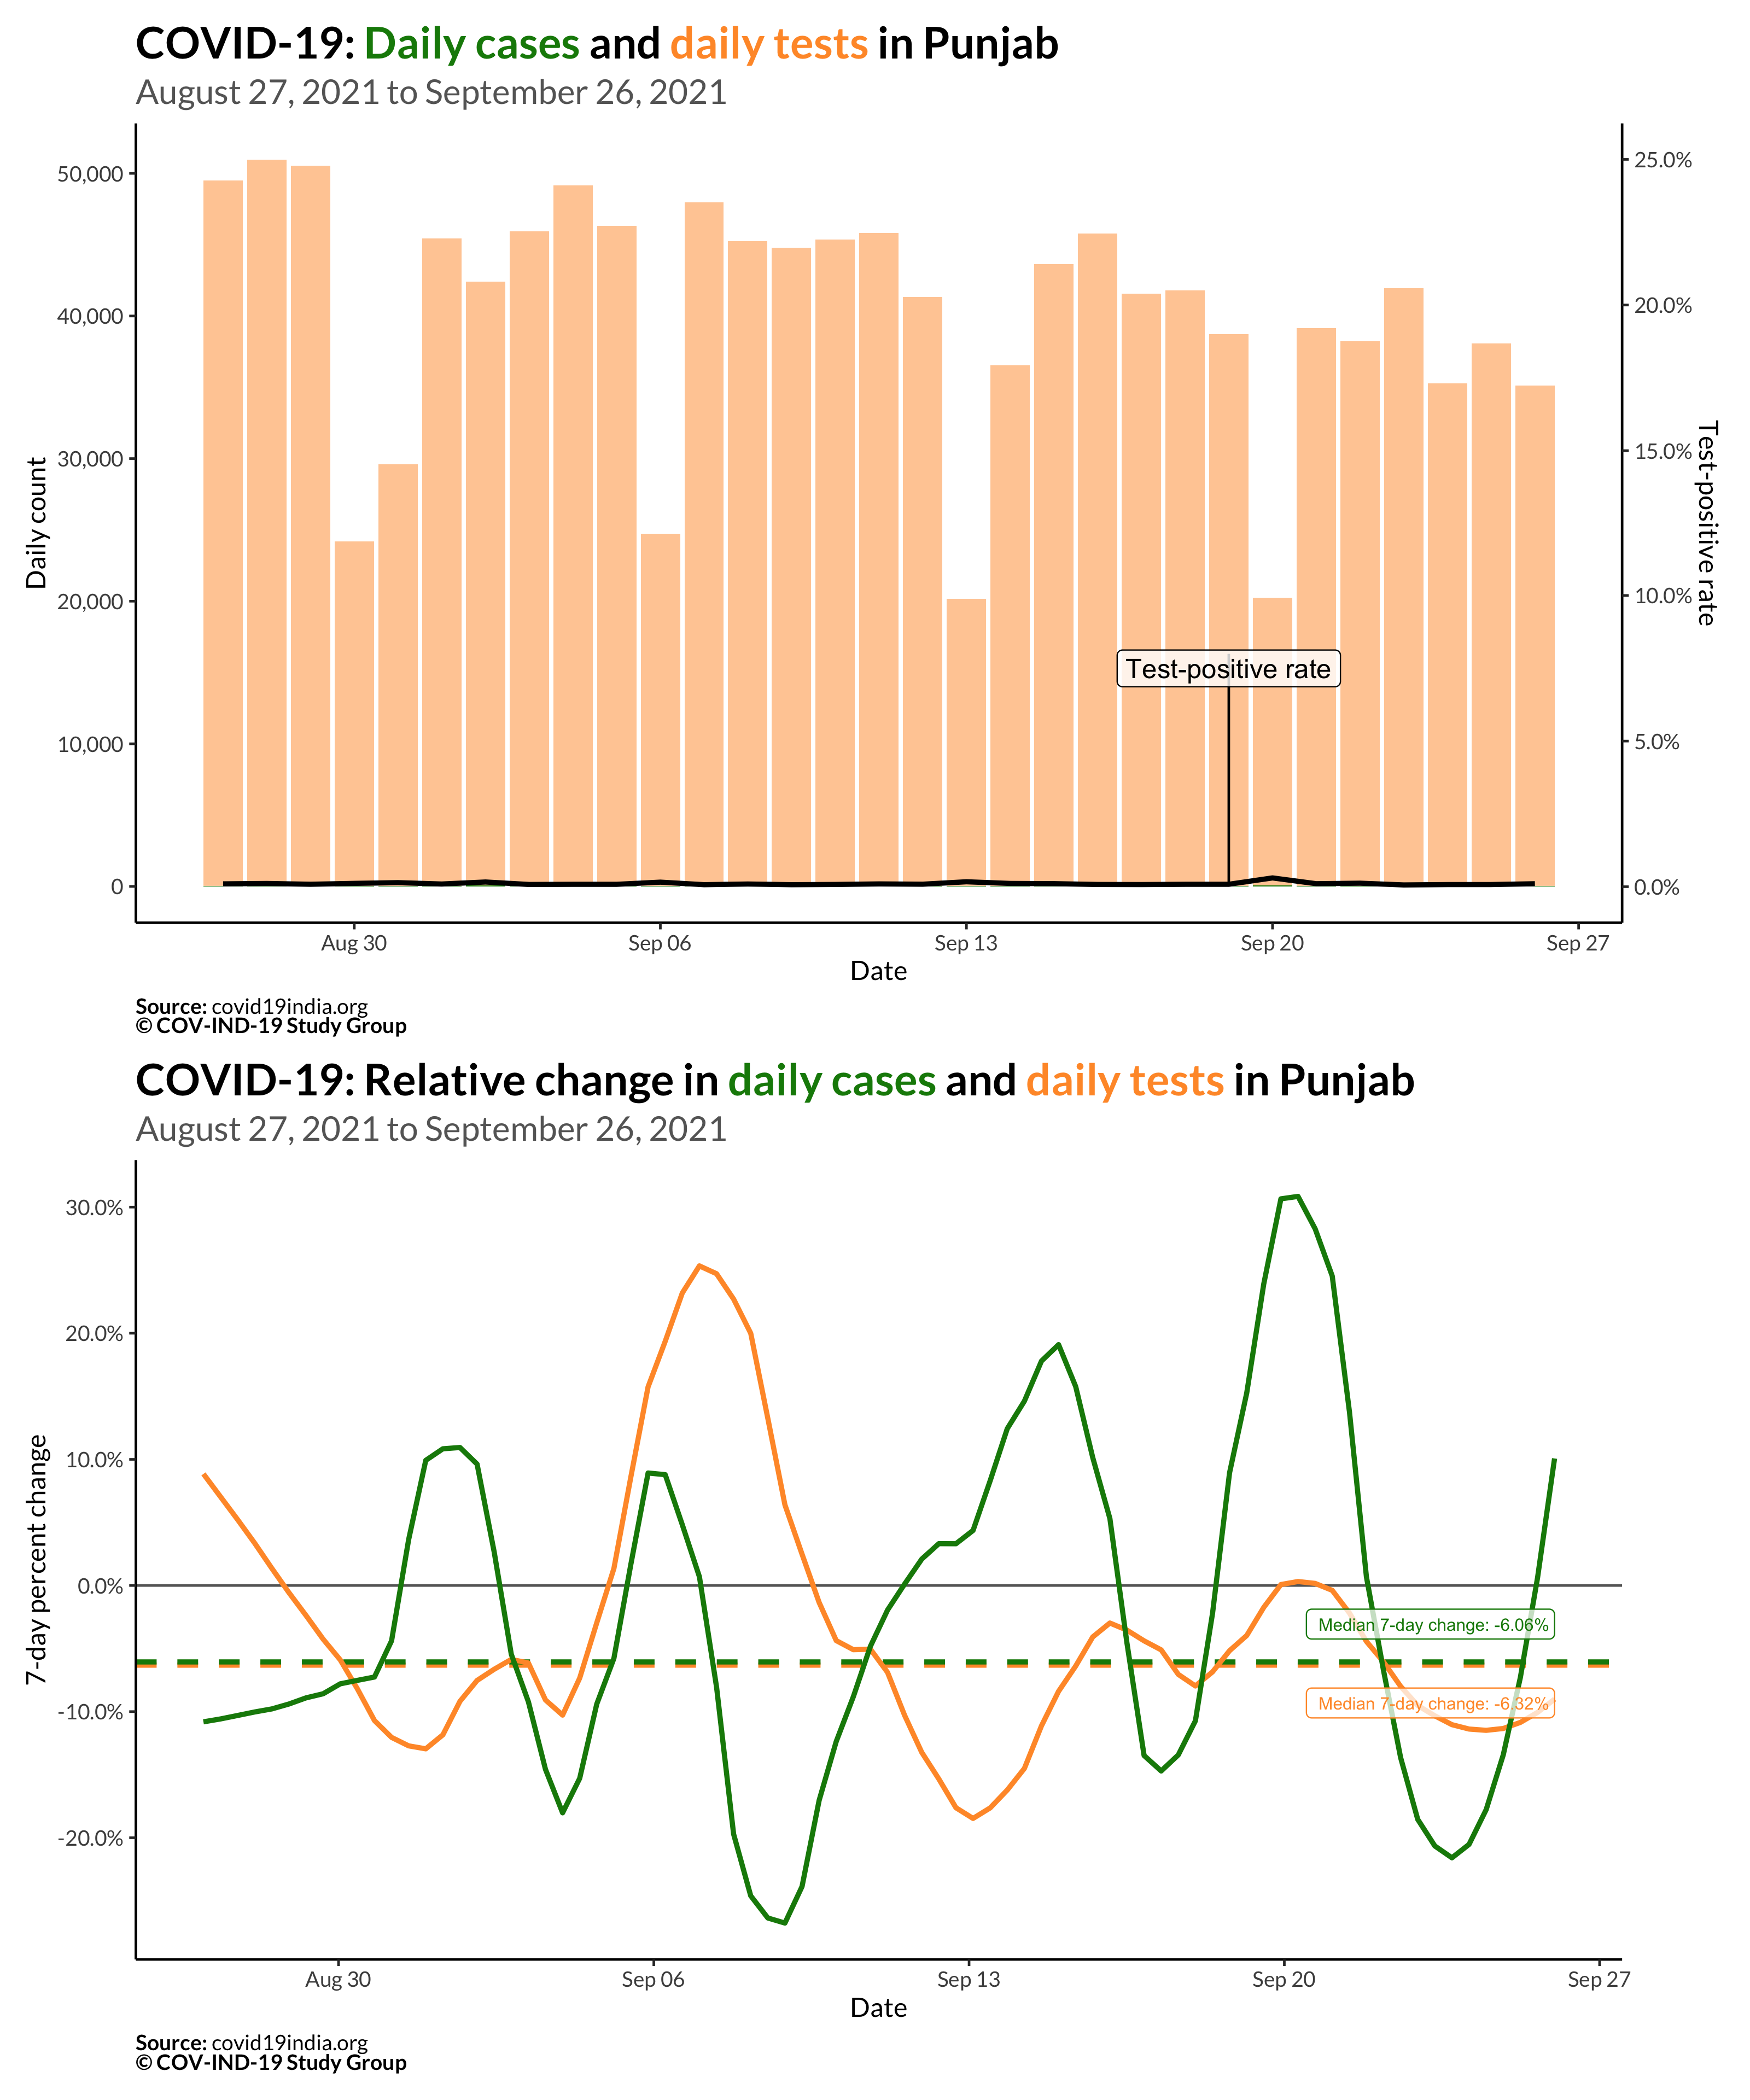 COVID-19: Daily cases and daily tests in Punjab
August 27, 2021 to September 26, 2021
50,000
40,000
30,000
20,000
10,000
0
Daily count
25.0%
20.0%
15.0%
10.0%
5.0%
0.0%
Test-positive rate
Test-positive rate
Aug 30
Sep 06
Sep 13
Sep 20
Sep 27
Date
Source: covid19india.org
© COV-IND-19 Study Group
COVID-19: Relative change in daily cases and daily tests in Punjab
August 27, 2021 to September 26, 2021
30.0%
20.0%
10.0%
0.0%
-10.0%
-20.0%
7-day percent change
Median 7-day change: -6.06%
Median 7-day change: -6.32%
Aug 30
Sep 06
Sep 13
Sep 20
Sep 27
Date
Source: covid19india.org
© COV-IND-19 Study Group